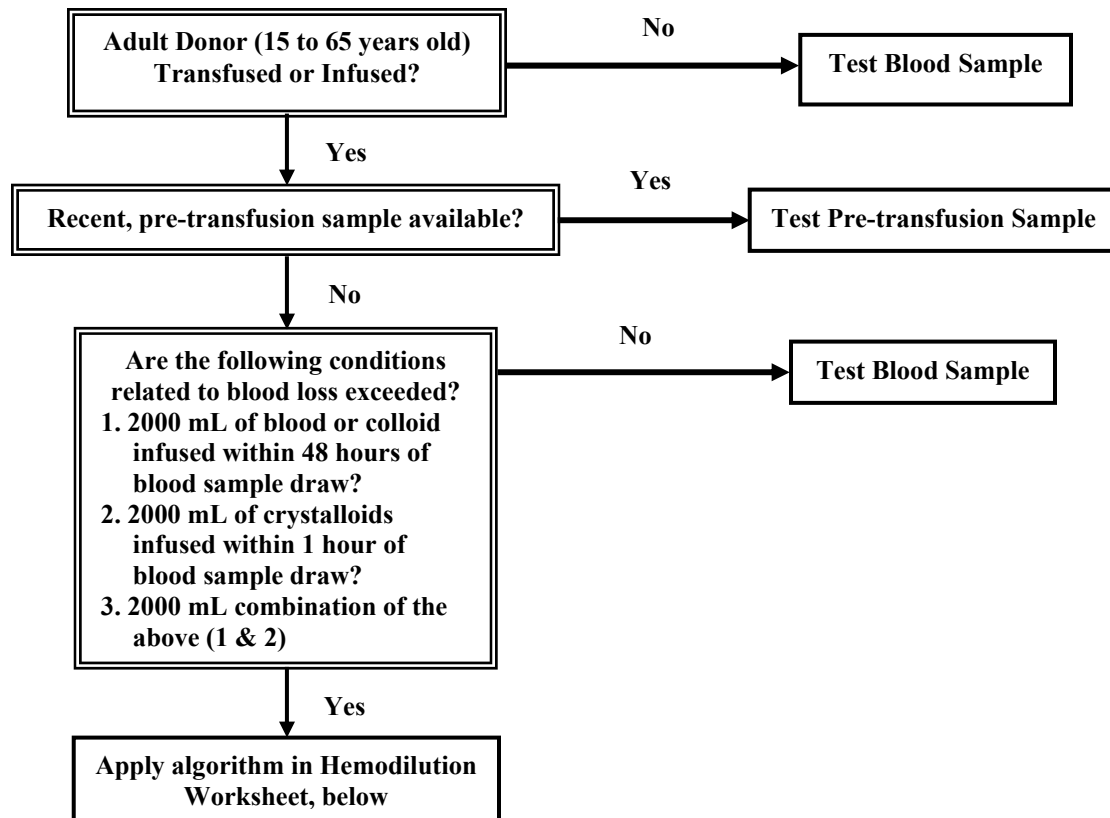 Adult Donor (15 to 65 years old)
Transfused or Infused?
No
Test Blood Sample
Yes
Recent, pre-transfusion sample available?
Yes
Test Pre-transfusion Sample
No
Are the following conditions
related to blood loss exceeded?
1. 2000 mL of blood or colloid
infused within 48 hours of
blood sample draw?
2. 2000 mL of crystalloids
infused within 1 hour of
blood sample draw?
3. 2000 mL combination of the
above (1 & 2)
No
Test Blood Sample
Yes
Apply algorithm in Hemodilution
Worksheet, below